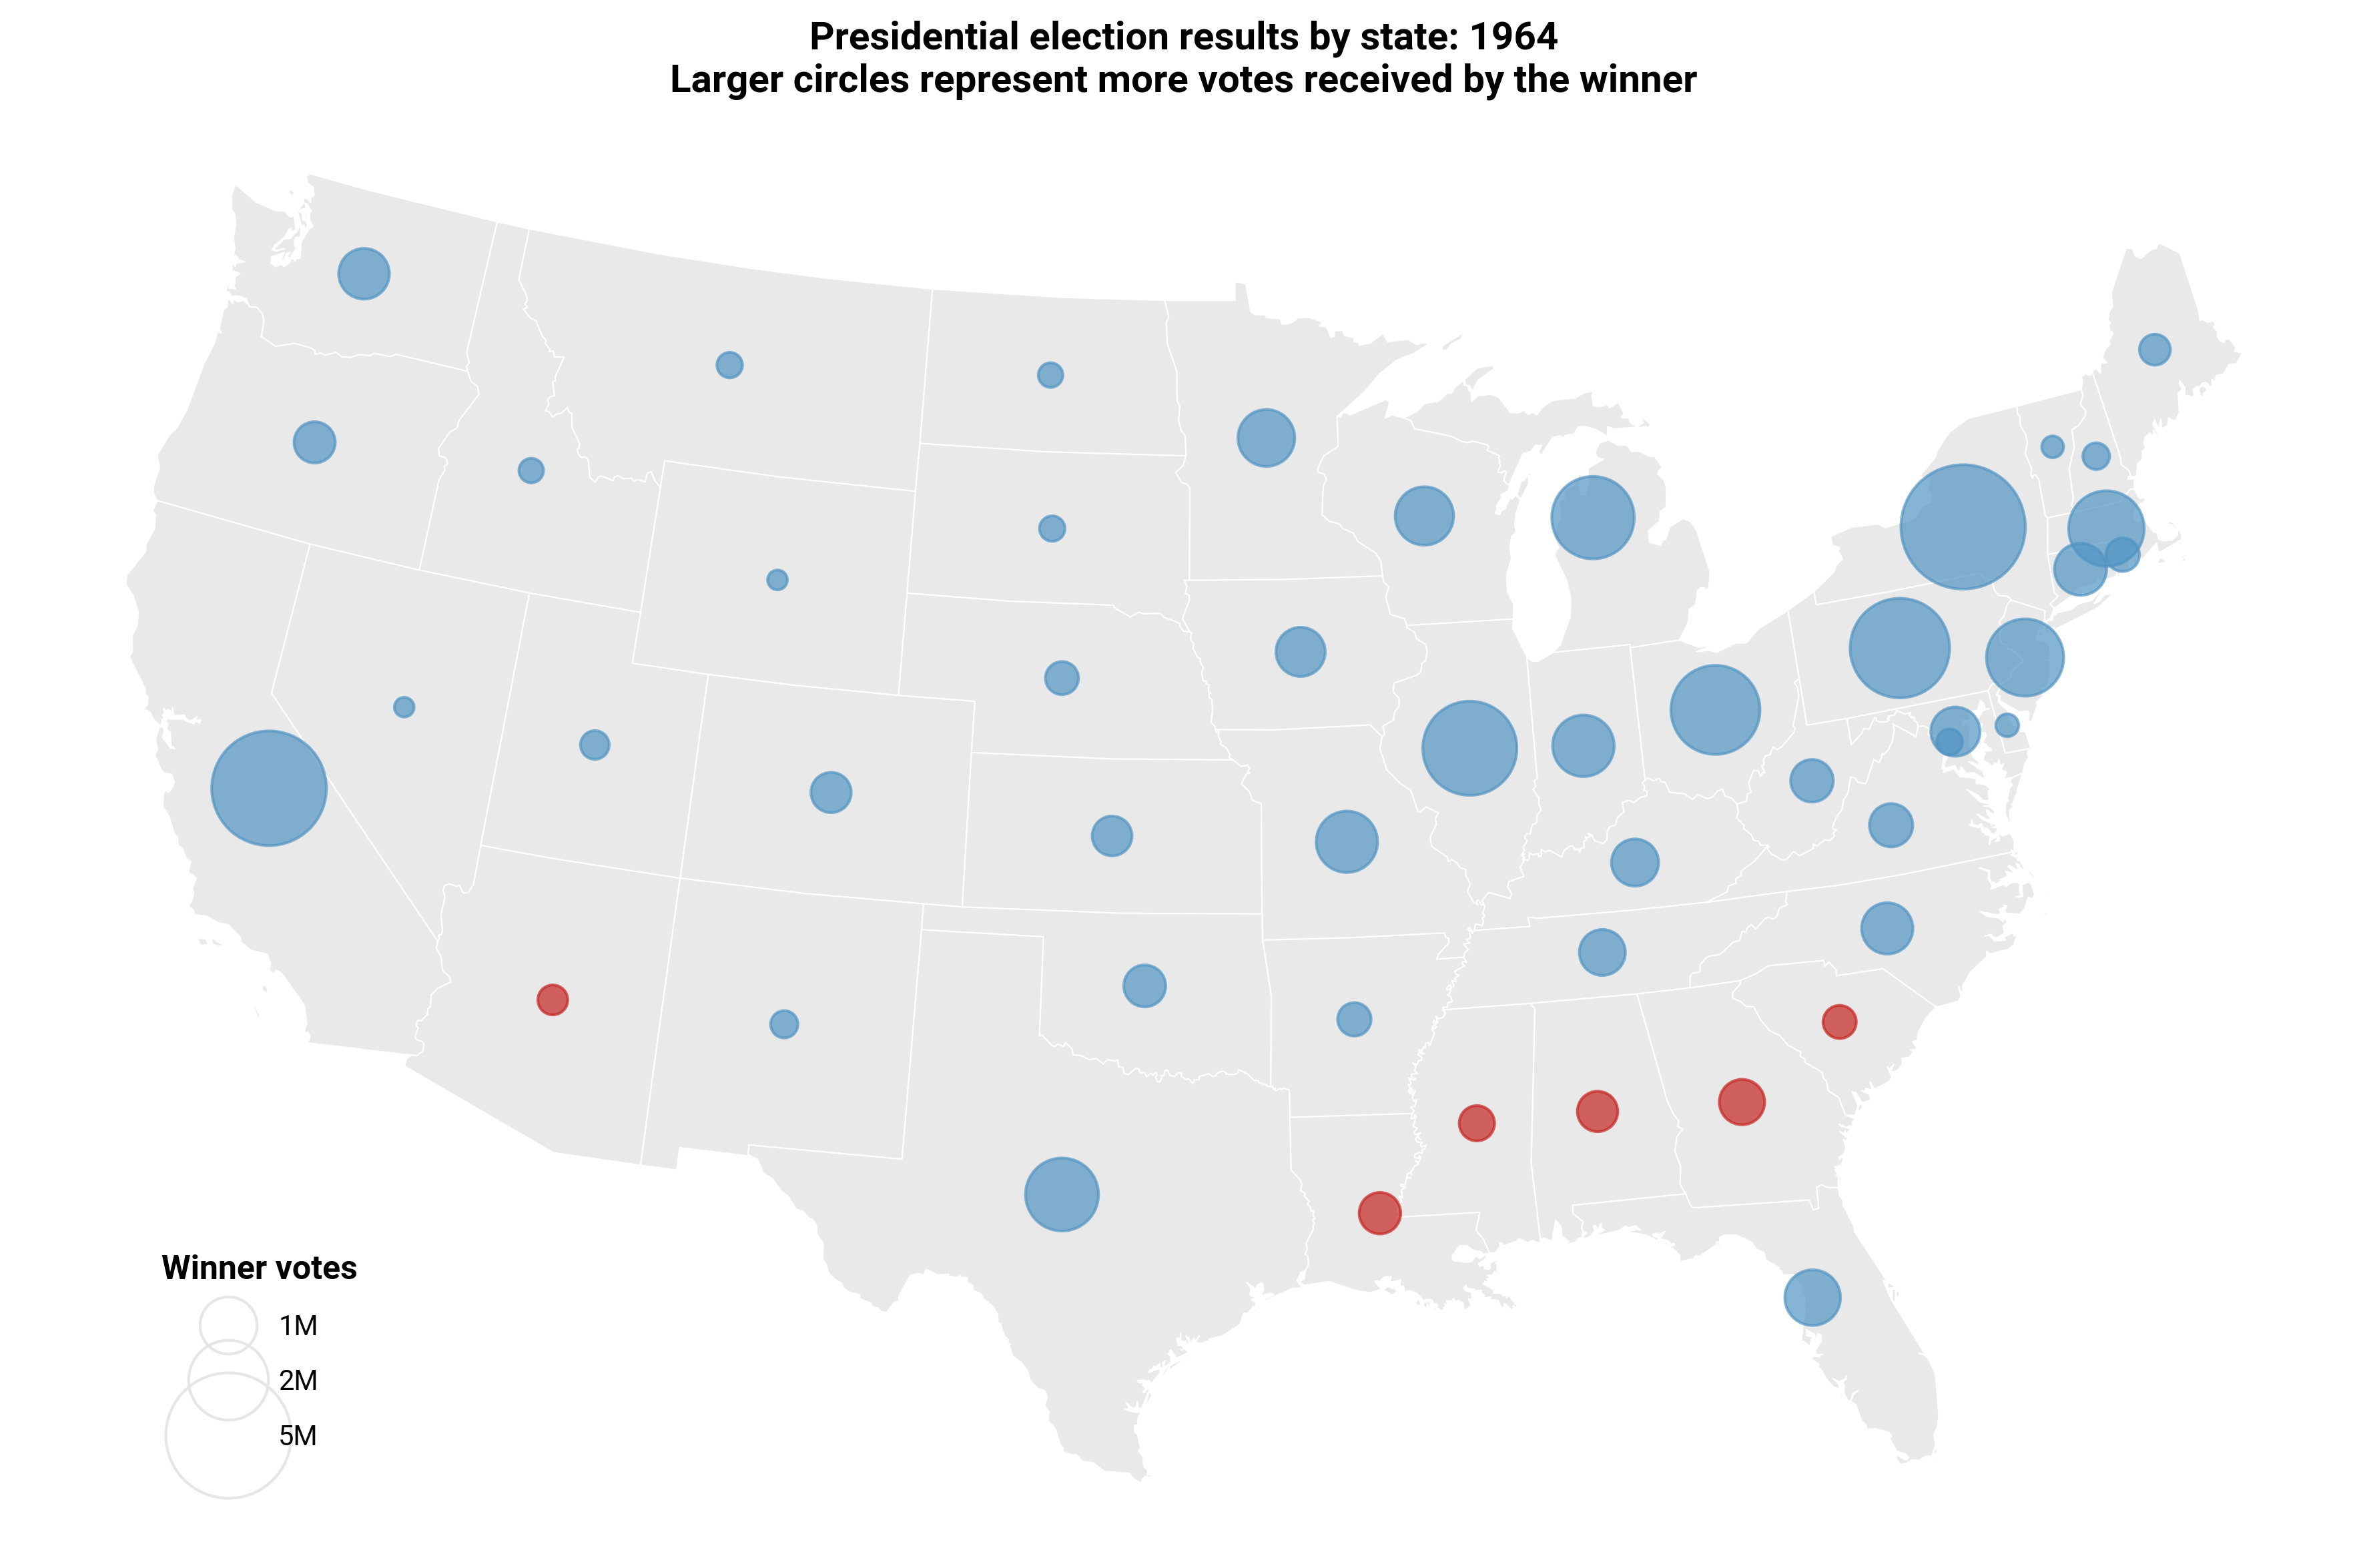 Presidential election results by state: 1964
Larger circles represent more votes received by the winner
Winner votes
1M
2M
5M